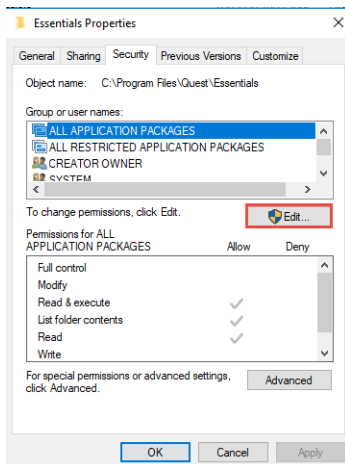 Essentials Properties
General Sharing Security Previous Versions Customize
Object name: C:\Program Files\Quest\Essentials
Group or user names:
ALL APPLICATION PACKAGES
ALL RESTRICTED APPLICATION PACKAGES
CREATOR OWNER
SYSTEM
To change permissions, click Edit.
Edit...
Permissions for ALL
APPLICATION PACKAGES Allow Deny
Full control
Modify
Read & execute
List folder contents
Read
Write
For special permissions or advanced settings,
click Advanced.
Advanced
OK Cancel Apply